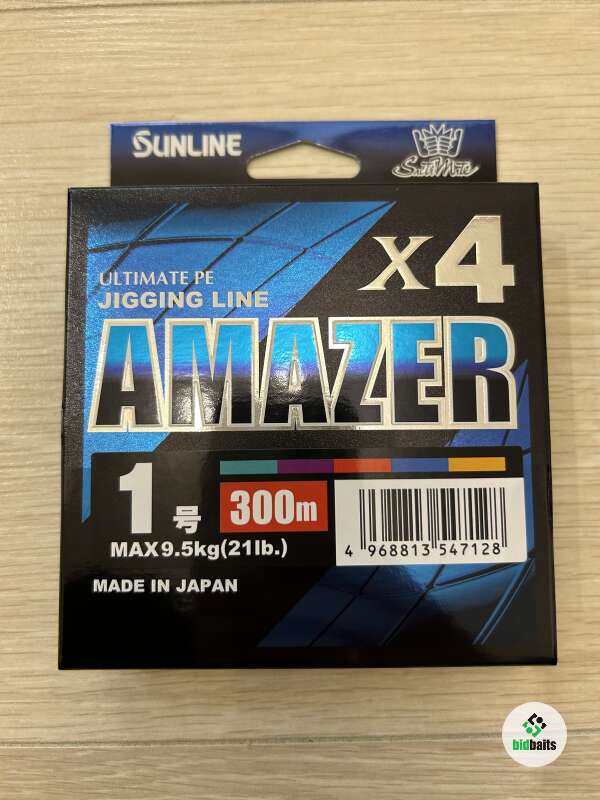 SUNLINE
SaltiMate
X4
ULTIMATE PE
JIGGING LINE
AMAZER
1号
300m
MAX9.5kg(21lb.)
4 968813 547128
MADE IN JAPAN
bidbaits